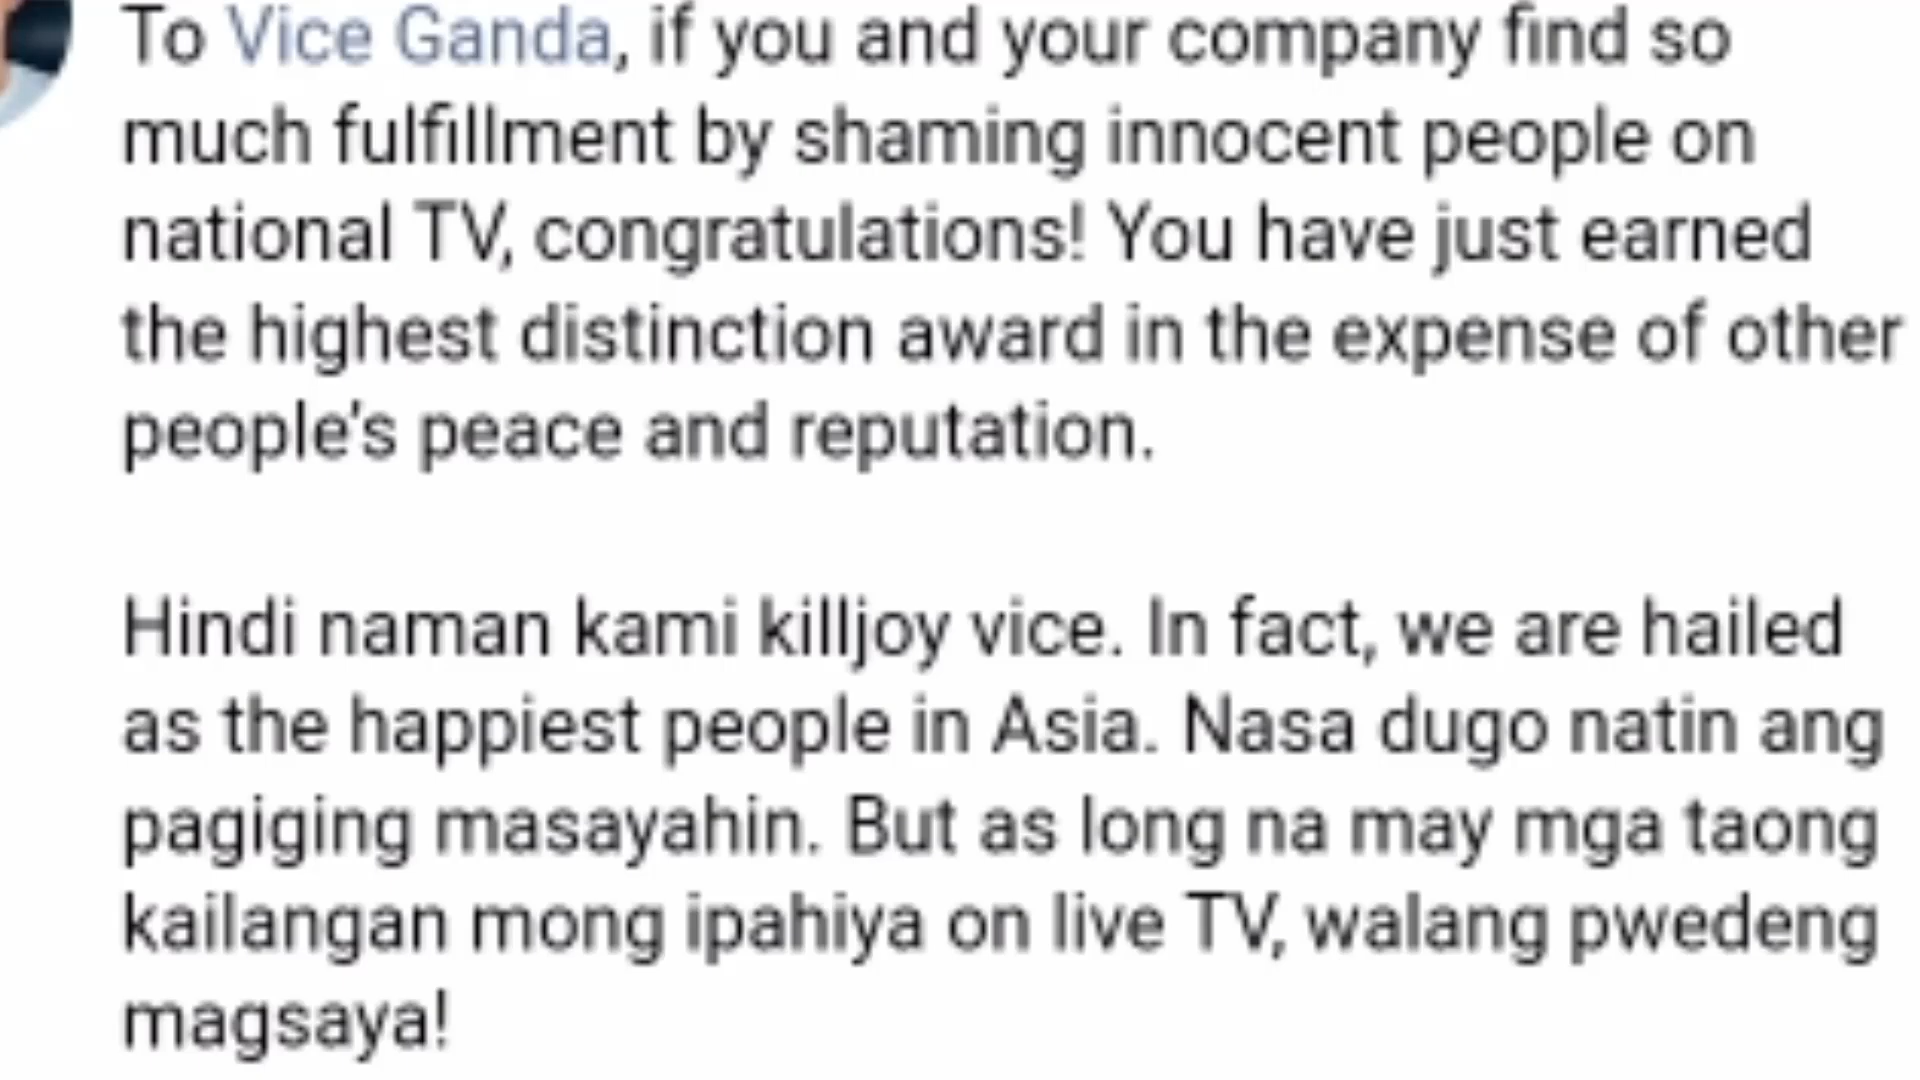 To Vice Ganda, if you and your company find so
much fulfillment by shaming innocent people on
national TV, congratulations! You have just earned
the highest distinction award in the expense of other
people's peace and reputation.
Hindi naman kami killjoy vice. In fact, we are hailed
as the happiest people in Asia. Nasa dugo natin ang
pagiging masayahin. But as long na may mga taong
kailangan mong ipahiya on live TV, walang pwedeng
magsaya!